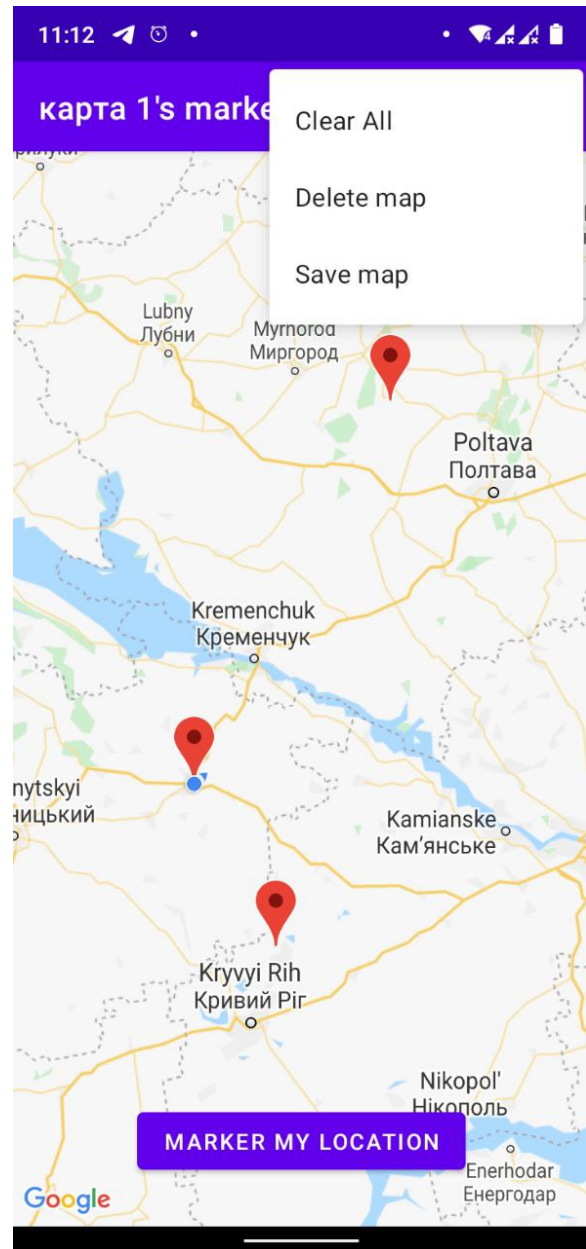 11:12
карта 1's marke
Clear All
Delete map
Save map
Lubny
Лубни
Myrhorod
Миргород
Poltava
Полтава
Kremenchuk
Кременчук
nytskyi
ницький
Kamianske
Кам'янське
Kryvyi Rih
Кривий Ріг
Nikopol'
Нікополь
MARKER MY LOCATION
Enerhodar
Енергодар
Google